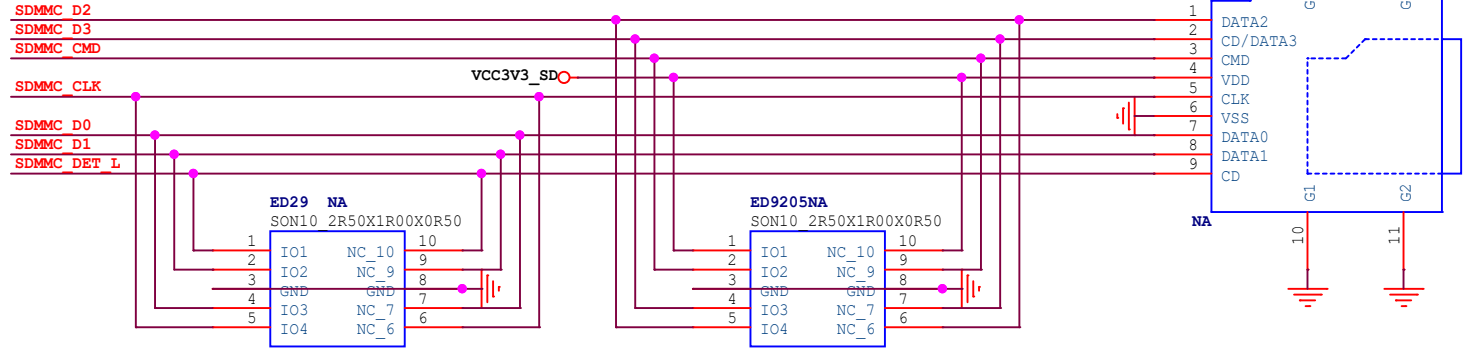 SDMMC_D2
SDMMC_D3
SDMMC_CMD
VCC3V3_SD
SDMMC_CLK
SDMMC_D0
SDMMC_D1
SDMMC_DET_L
1 DATA2
2 CD/DATA3
3 CMD
4 VDD
5 CLK
6 VSS
7 DATA0
8 DATA1
9 CD
G G
G1 G2
NA
10 11
ED29 NA
SON10_2R50X1R00X0R50
1 IO1 NC_10 10
2 IO2 NC_9 9
3 GND GND 8
4 IO3 NC_7 7
5 IO4 NC_6 6
ED9205NA
SON10_2R50X1R00X0R50
1 IO1 NC_10 10
2 IO2 NC_9 9
3 GND GND 8
4 IO3 NC_7 7
5 IO4 NC_6 6